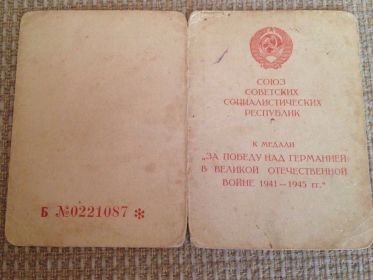 Б №0221087 *
СОЮЗ
СОВЕТСКИХ
СОЦИАЛИСТИЧЕСКИХ
РЕСПУБЛИК
К МЕДАЛИ
„ЗА ПОБЕДУ НАД ГЕРМАНИЕЙ
В ВЕЛИКОЙ ОТЕЧЕСТВЕННОЙ
ВОЙНЕ 1941—1945 гг."